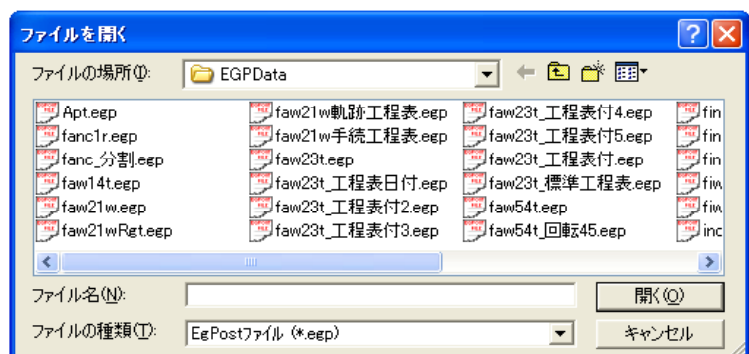 ファイルを開く
ファイルの場所(I):
EGPData
Apt.egp
fanc1r.egp
fanc_分割.egp
faw14t.egp
faw21w.egp
faw21wRgt.egp
faw21w軌跡工程表.egp
faw21w手続工程表.egp
faw23t.egp
faw23t_工程表日付.egp
faw23t_工程表付2.egp
faw23t_工程表付3.egp
faw23t_工程表付4.egp
faw23t_工程表付5.egp
faw23t_工程表付.egp
faw23t_標準工程表.egp
faw54t.egp
faw54t_回転45.egp
fin
fin
fin
fiw
fiw
inc
ファイル名(N):
開く(O)
ファイルの種類(T):
EgPostファイル (*.egp)
キャンセル